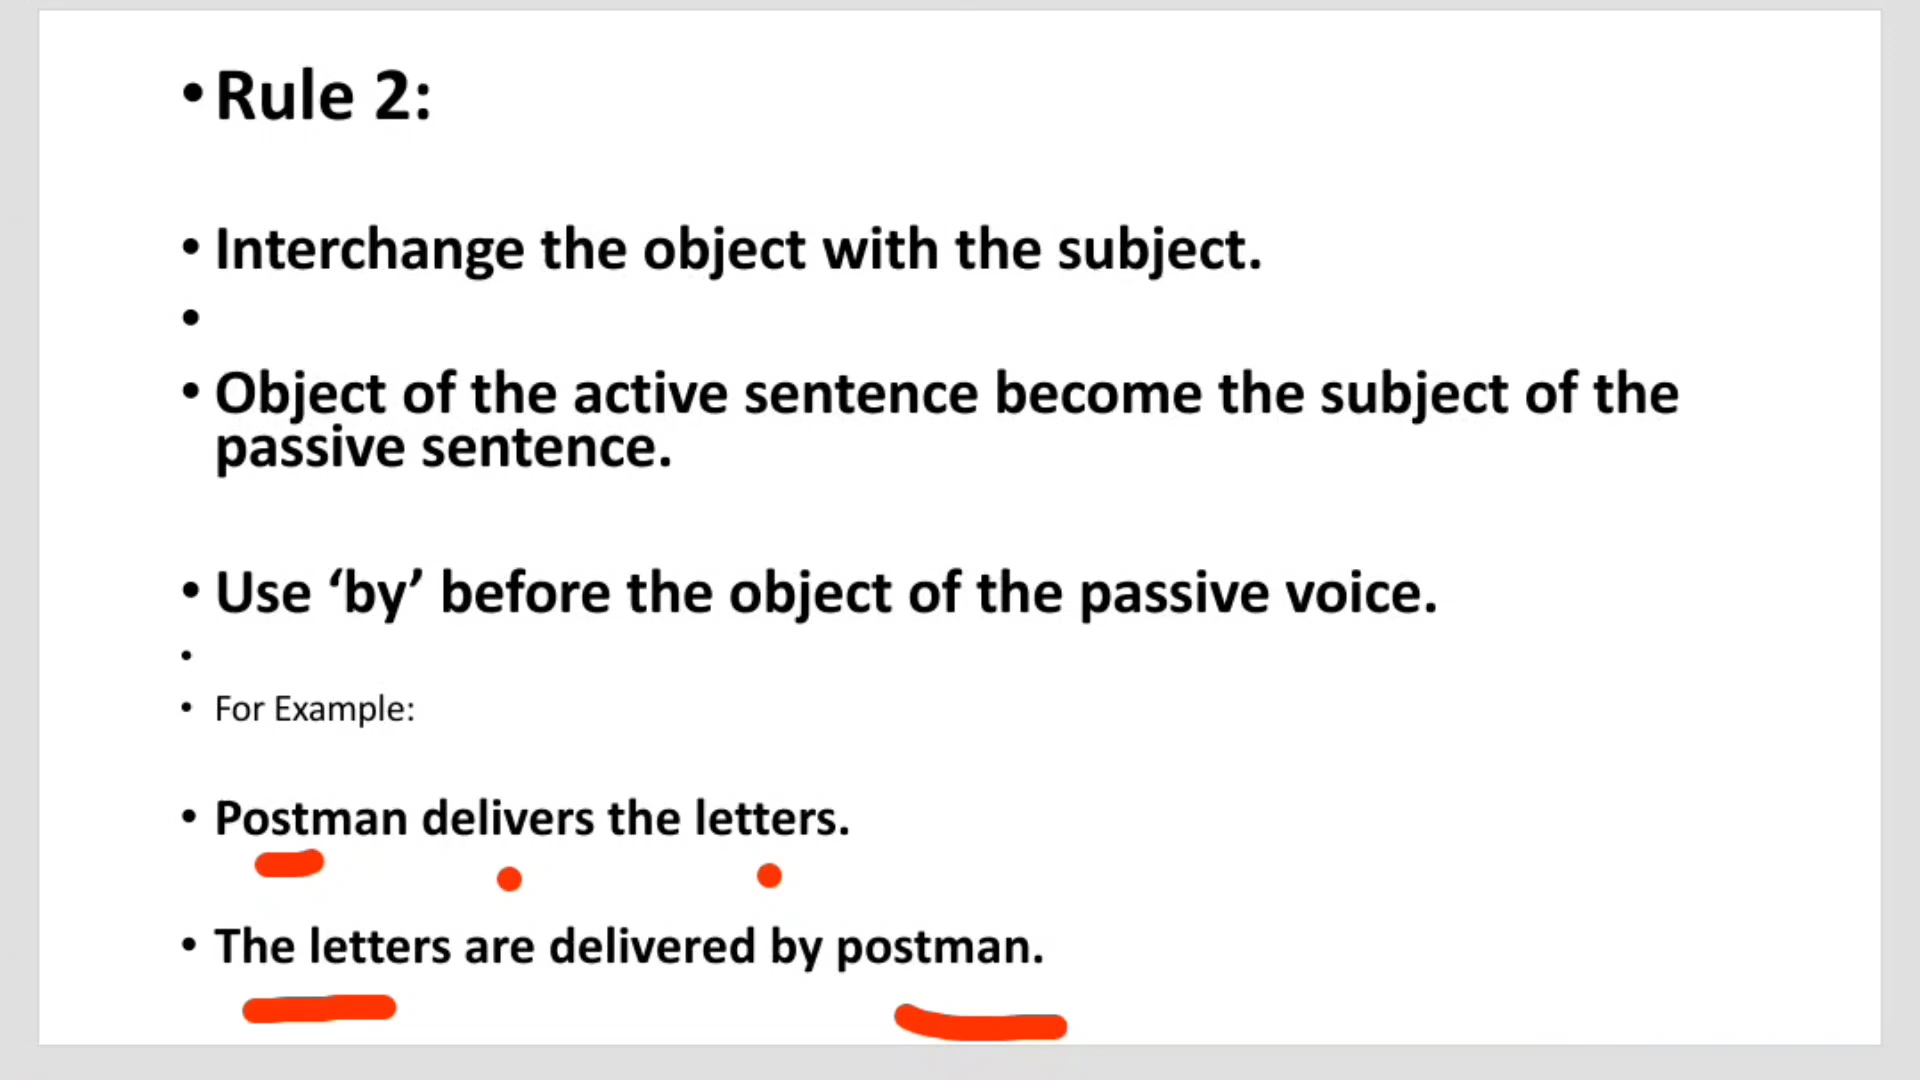 • Rule 2:
• Interchange the object with the subject.
•
• Object of the active sentence become the subject of the
passive sentence.
• Use ‘by’ before the object of the passive voice.
•
• For Example:
• Postman delivers the letters.
• The letters are delivered by postman.